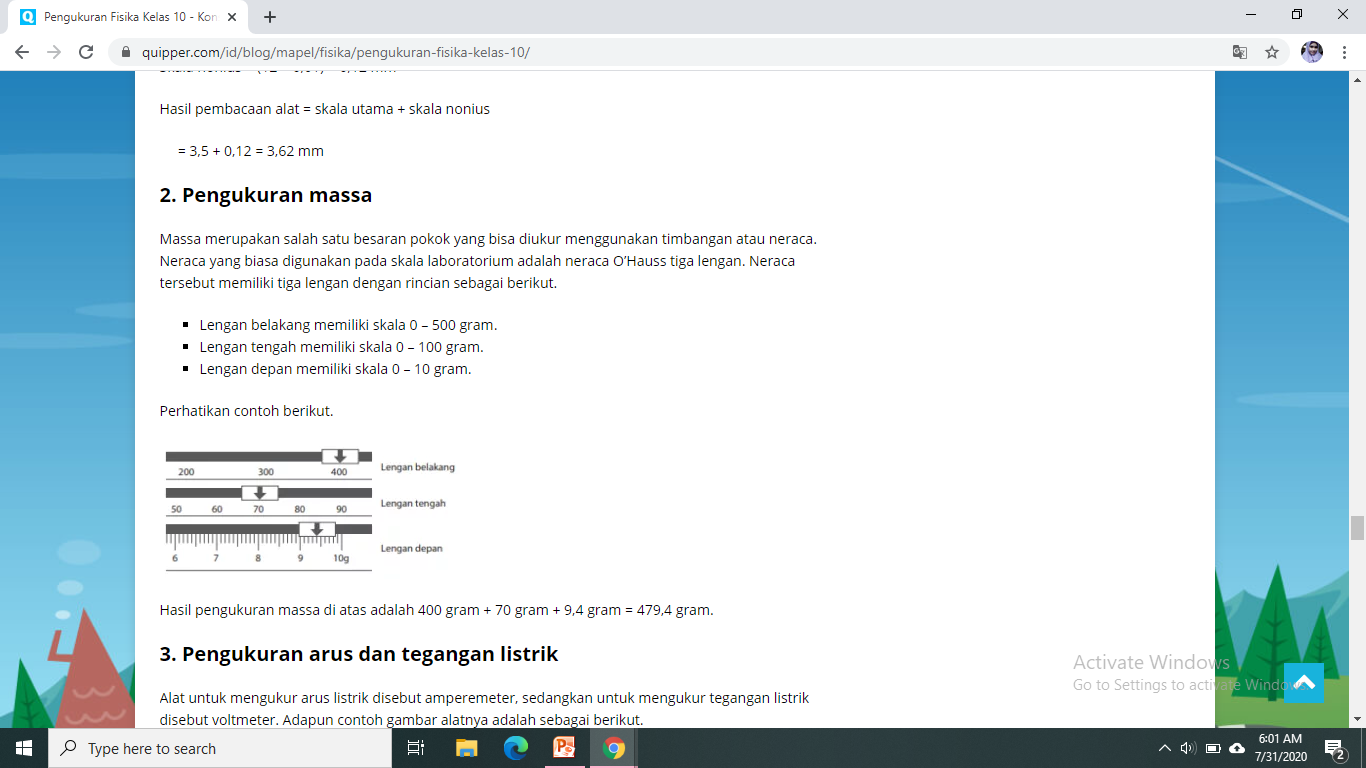 Pengukuran Fisika Kelas 10 - Kon
quipper.com/id/blog/mapel/fisika/pengukuran-fisika-kelas-10/
Hasil pembacaan alat = skala utama + skala nonius
= 3,5 + 0,12 = 3,62 mm
2. Pengukuran massa
Massa merupakan salah satu besaran pokok yang bisa diukur menggunakan timbangan atau neraca.
Neraca yang biasa digunakan pada skala laboratorium adalah neraca O’Hauss tiga lengan. Neraca
tersebut memiliki tiga lengan dengan rincian sebagai berikut.
Lengan belakang memiliki skala 0 – 500 gram.
Lengan tengah memiliki skala 0 – 100 gram.
Lengan depan memiliki skala 0 – 10 gram.
Perhatikan contoh berikut.
200 300 400 Lengan belakang
50 60 70 80 90 Lengan tengah
6 7 8 9 10g Lengan depan
Hasil pengukuran massa di atas adalah 400 gram + 70 gram + 9,4 gram = 479,4 gram.
3. Pengukuran arus dan tegangan listrik
Alat untuk mengukur arus listrik disebut amperemeter, sedangkan untuk mengukur tegangan listrik
disebut voltmeter. Adapun contoh gambar alatnya adalah sebagai berikut.
Activate Windows
Go to Settings to activate Windows.
Type here to search
6:01 AM
7/31/2020
2